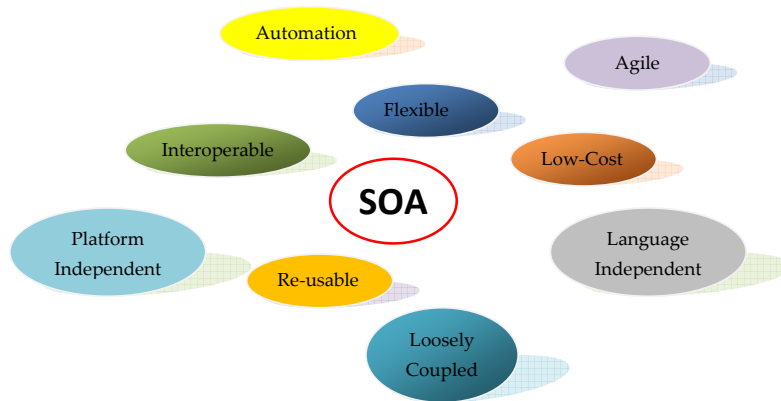 Automation
Agile
Flexible
Interoperable
Low-Cost
SOA
Platform
Independent
Language
Independent
Re-usable
Loosely
Coupled